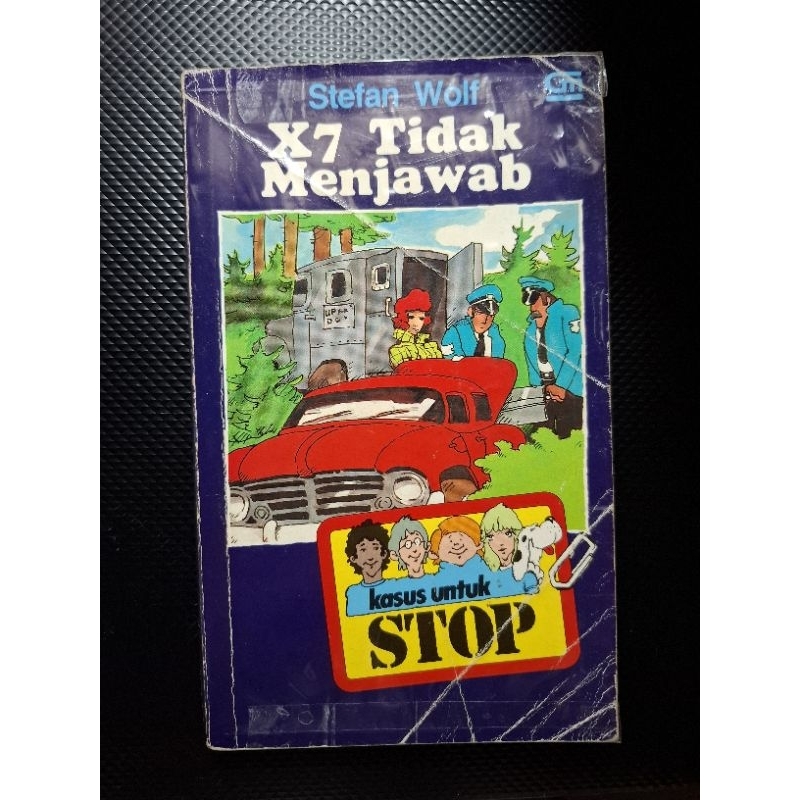 Stefan Wolf
X7 Tidak
Menjawab
kasus untuk
STOP